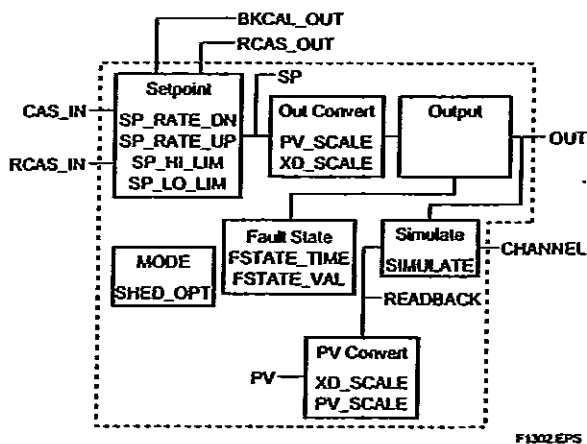 BKCAL_OUT
RCAS_OUT
SP
Setpoint
SP_RATE_DN
SP_RATE_UP
SP_HI_LIM
SP_LO_LIM
CAS_IN
RCAS_IN
Out Convert
PV_SCALE
XD_SCALE
Output
OUT
Fault State
FSTATE_TIME
FSTATE_VAL
Simulate
SIMULATE
CHANNEL
MODE
SHED_OPT
READBACK
PV Convert
XD_SCALE
PV_SCALE
PV
F1302.EPS